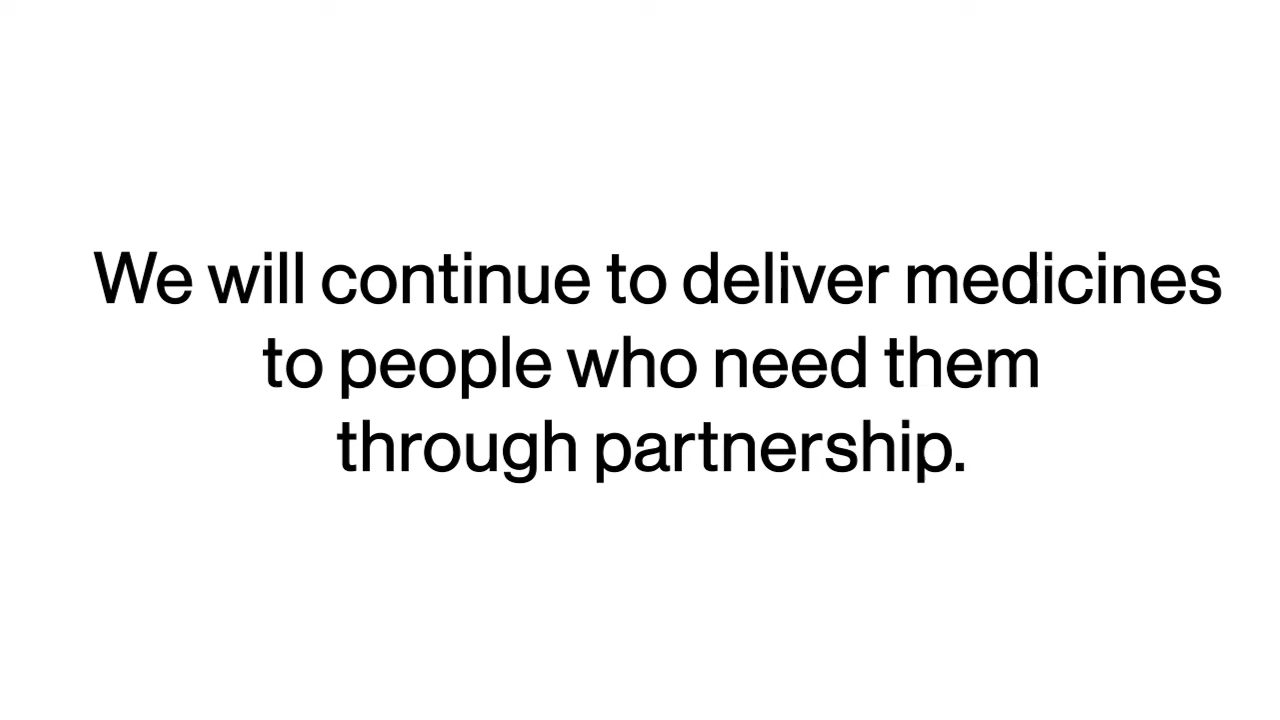 We will continue to deliver medicines
to people who need them
through partnership.